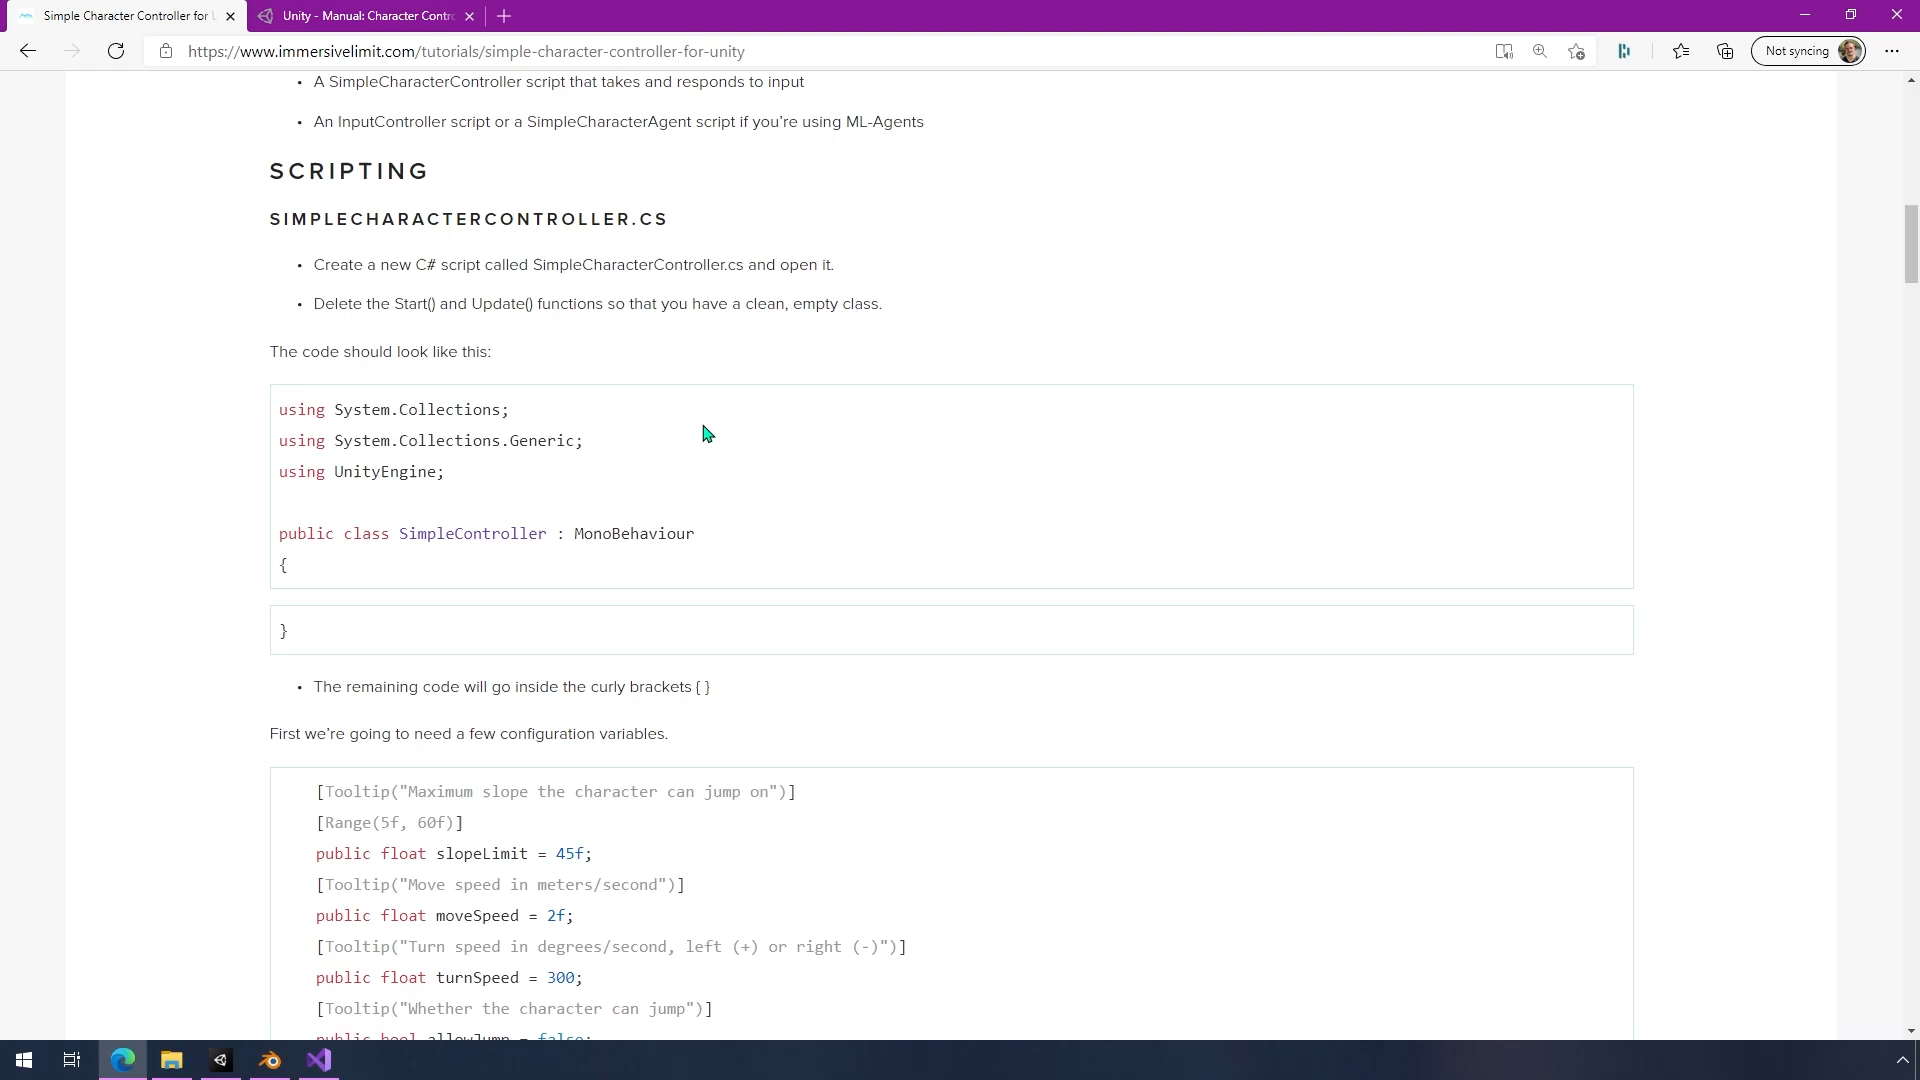 Simple Character Controller for U
Unity - Manual: Character Contro
https://www.immersivelimit.com/tutorials/simple-character-controller-for-unity
Not syncing
• A SimpleCharacterController script that takes and responds to input
• An InputController script or a SimpleCharacterAgent script if you’re using ML-Agents
SCRIPTING
SIMPLECHARACTERCONTROLLER.CS
• Create a new C# script called SimpleCharacterController.cs and open it.
• Delete the Start() and Update() functions so that you have a clean, empty class.
The code should look like this:
using System.Collections;
using System.Collections.Generic;
using UnityEngine;
public class SimpleController : MonoBehaviour
{
}
• The remaining code will go inside the curly brackets { }
First we’re going to need a few configuration variables.
[Tooltip("Maximum slope the character can jump on")]
[Range(5f, 60f)]
public float slopeLimit = 45f;
[Tooltip("Move speed in meters/second")]
public float moveSpeed = 2f;
[Tooltip("Turn speed in degrees/second, left (+) or right (-)")]
public float turnSpeed = 300;
[Tooltip("Whether the character can jump")]
public bool allowJump = false;